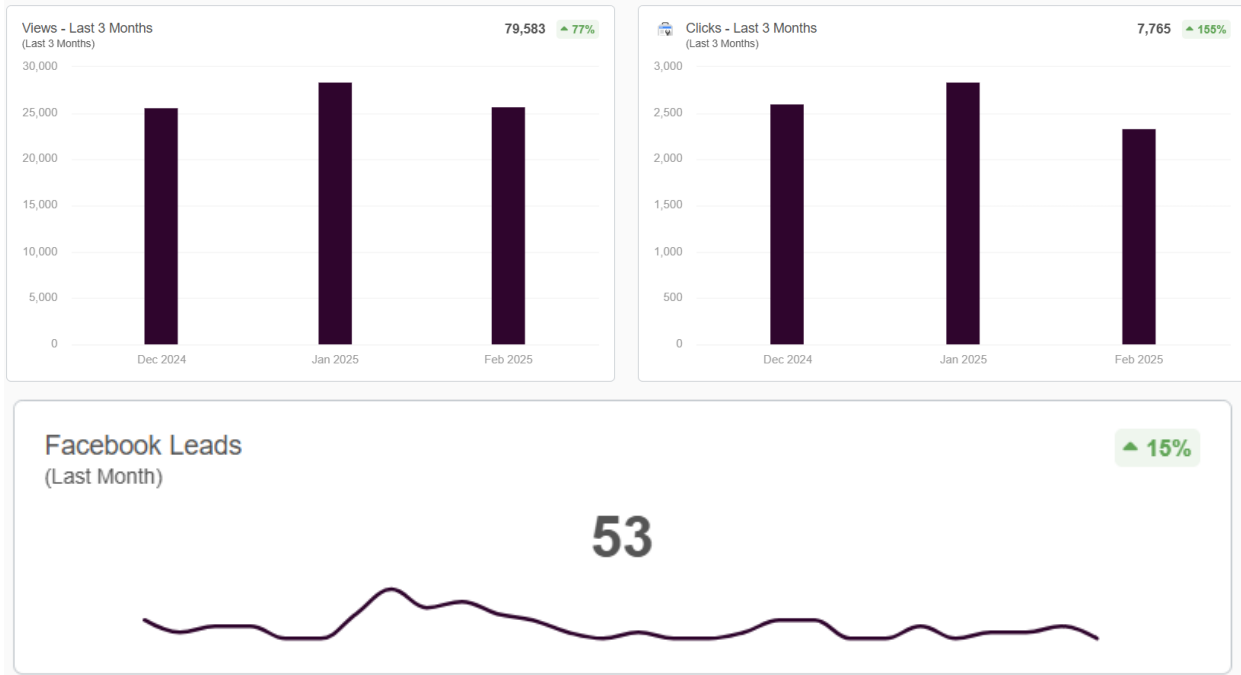 Views - Last 3 Months
(Last 3 Months)
79,583
77%
30,000
25,000
20,000
15,000
10,000
5,000
0
Dec 2024
Jan 2025
Feb 2025
Clicks - Last 3 Months
(Last 3 Months)
7,765
155%
3,000
2,500
2,000
1,500
1,000
500
0
Dec 2024
Jan 2025
Feb 2025
Facebook Leads
(Last Month)
15%
53